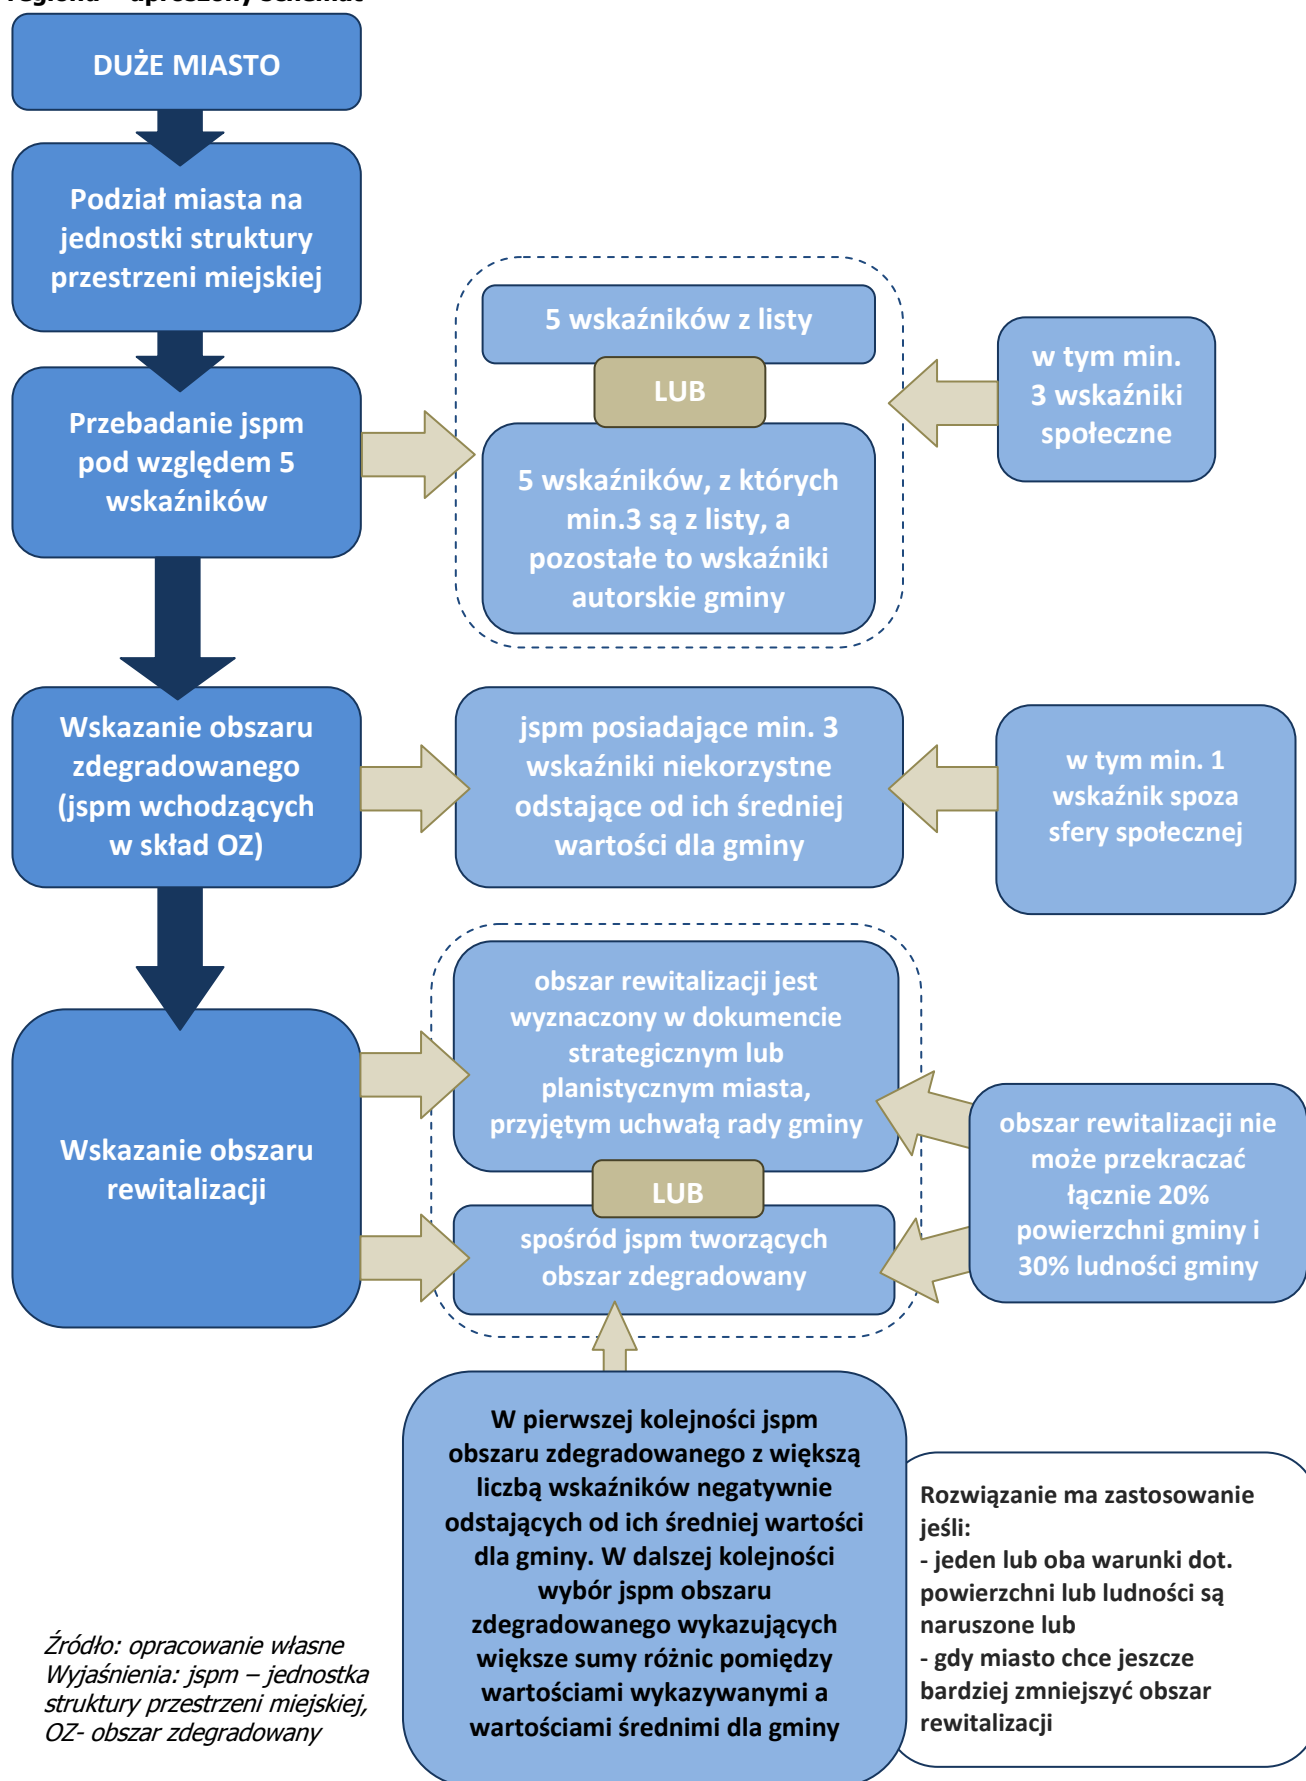 regionu – uproszony schemat
DUŻE MIASTO
Podział miasta na
jednostki struktury
przestrzeni miejskiej
Przebadanie jspm
pod względem 5
wskaźników
5 wskaźników z listy
LUB
5 wskaźników, z których
min.3 są z listy, a
pozostałe to wskaźniki
autorskie gminy
w tym min.
3 wskaźniki
społeczne
Wskazanie obszaru
zdegradowanego
(jspm wchodzących
w skład OZ)
jspm posiadające min. 3
wskaźniki niekorzystne
odstające od ich średniej
wartości dla gminy
w tym min. 1
wskaźnik spoza
sfery społecznej
Wskazanie obszaru
rewitalizacji
obszar rewitalizacji jest
wyznaczony w dokumencie
strategicznym lub
planistycznym miasta,
przyjętym uchwałą rady gminy
LUB
spośród jspm tworzących
obszar zdegradowany
obszar rewitalizacji nie
może przekraczać
łącznie 20%
powierzchni gminy i
30% ludności gminy
W pierwszej kolejności jspm
obszaru zdegradowanego z większą
liczbą wskaźników negatywnie
odstających od ich średniej wartości
dla gminy. W dalszej kolejności
wybór jspm obszaru
zdegradowanego wykazujących
większe sumy różnic pomiędzy
wartościami wykazywanymi a
wartościami średnimi dla gminy
Rozwiązanie ma zastosowanie
jeśli:
- jeden lub oba warunki dot.
powierzchni lub ludności są
naruszone lub
- gdy miasto chce jeszcze
bardziej zmniejszyć obszar
rewitalizacji
Źródło: opracowanie własne
Wyjaśnienia: jspm – jednostka
struktury przestrzeni miejskiej,
OZ- obszar zdegradowany